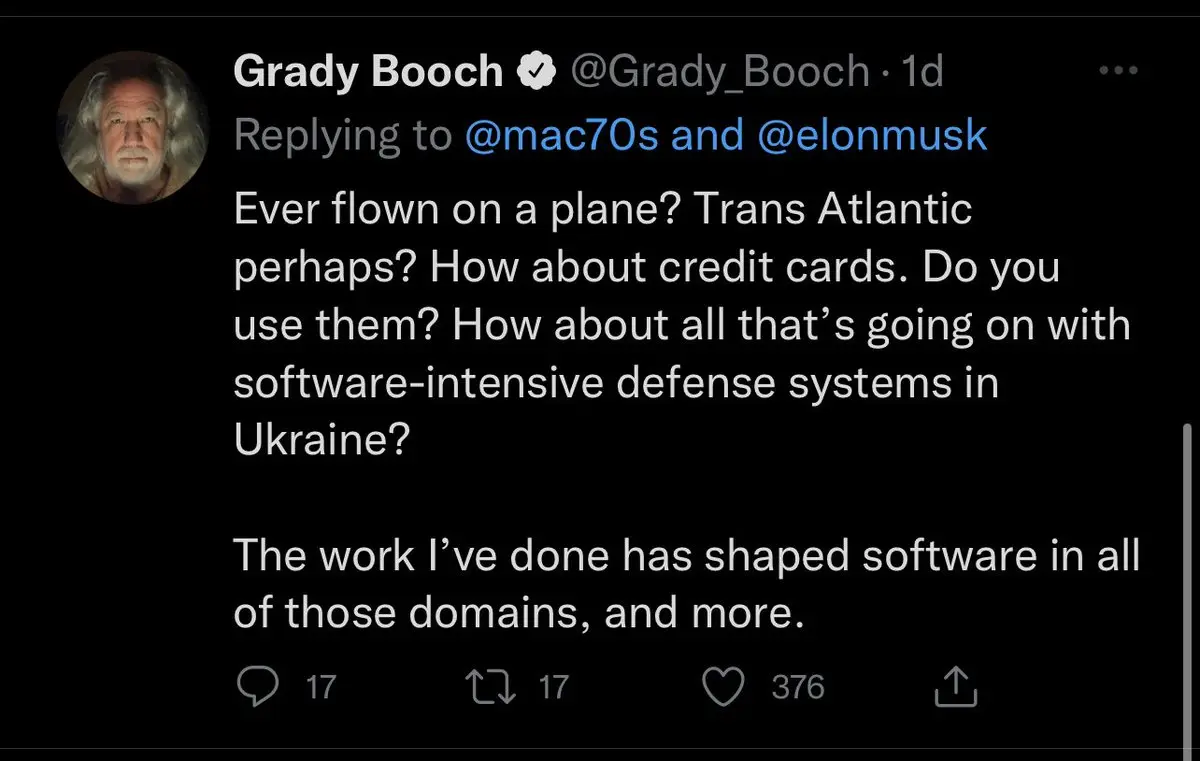 Grady Booch @Grady_Booch · 1d
Replying to @mac70s and @elonmusk
Ever flown on a plane? Trans Atlantic
perhaps? How about credit cards. Do you
use them? How about all that’s going on with
software-intensive defense systems in
Ukraine?
The work I’ve done has shaped software in all
of those domains, and more.
17 17 376